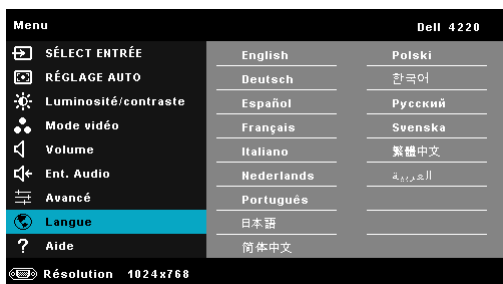 Menu Dell 4220
SÉLECT ENTRÉE
RÉGLAGE AUTO
Luminosité/contraste
Mode vidéo
Volume
Ent. Audio
Avancé
Langue
Aide
English
Deutsch
Español
Français
Italiano
Nederlands
Português
日本語
简体中文
Polski
한국어
Русский
Svenska
繁體中文
العربية
Résolution 1024x768